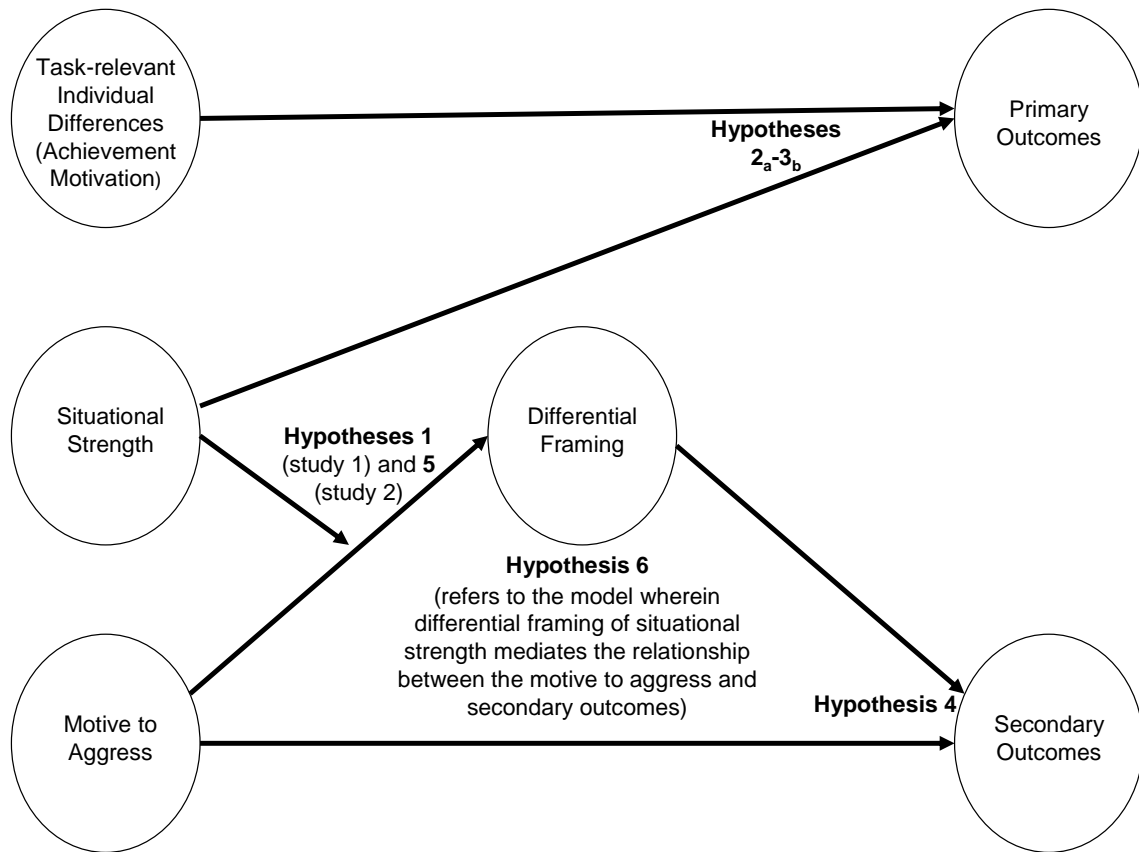 Task-relevant
Individual
Differences
(Achievement
Motivation)
Hypotheses
2a-3b
Primary
Outcomes
Situational
Strength
Hypotheses 1
(study 1) and 5
(study 2)
Differential
Framing
Hypothesis 6
(refers to the model wherein
differential framing of situational
strength mediates the relationship
between the motive to aggress and
secondary outcomes)
Motive to
Aggress
Hypothesis 4
Secondary
Outcomes